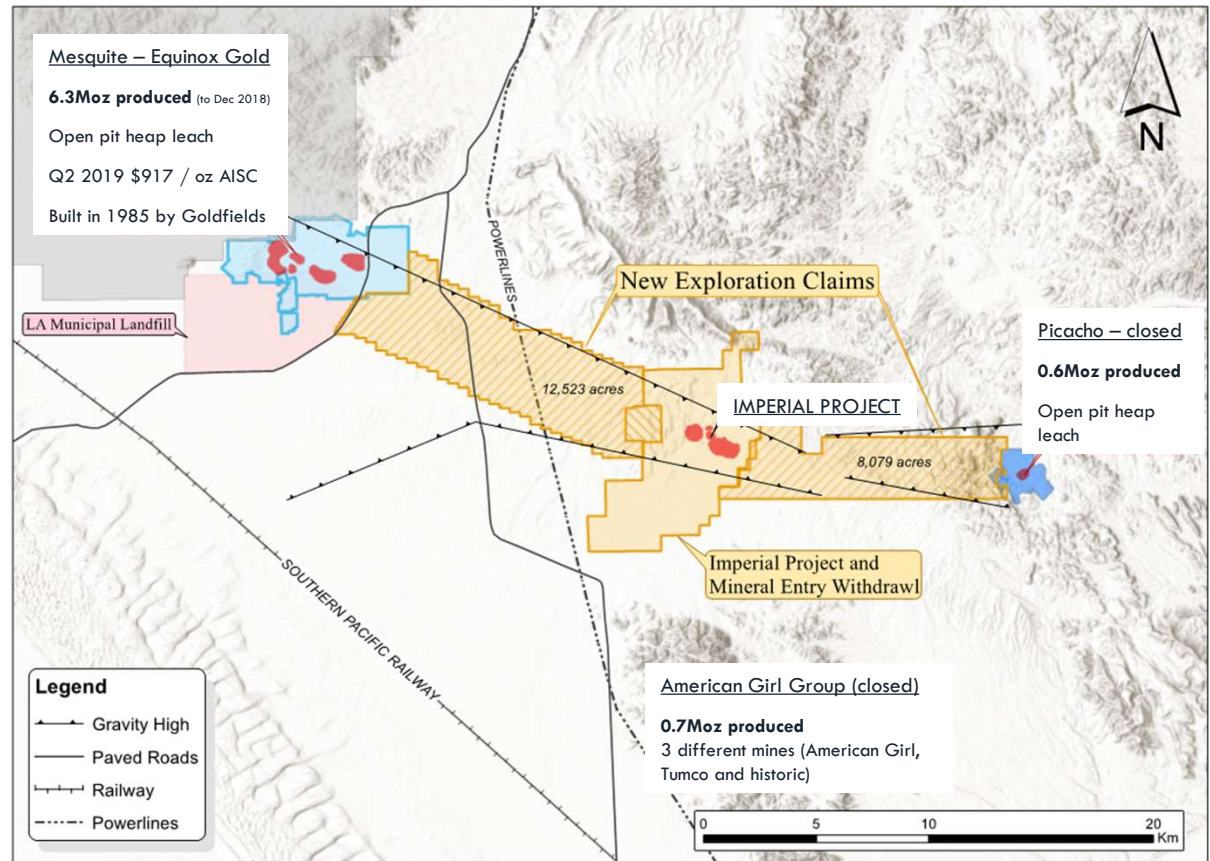 Mesquite – Equinox Gold
6.3Moz produced (to Dec 2018)
Open pit heap leach
Q2 2019 $917 / oz AISC
Built in 1985 by Goldfields
N
POWERLINES
New Exploration Claims
LA Municipal Landfill
Picacho – closed
0.6Moz produced
Open pit heap
leach
12,523 acres
IMPERIAL PROJECT
8,079 acres
Imperial Project and
Mineral Entry Withdrawl
SOUTHERN PACIFIC RAILWAY
American Girl Group (closed)
0.7Moz produced
3 different mines (American Girl,
Tumco and historic)
Legend
Gravity High
Paved Roads
Railway
Powerlines
0 5 10 20
Km